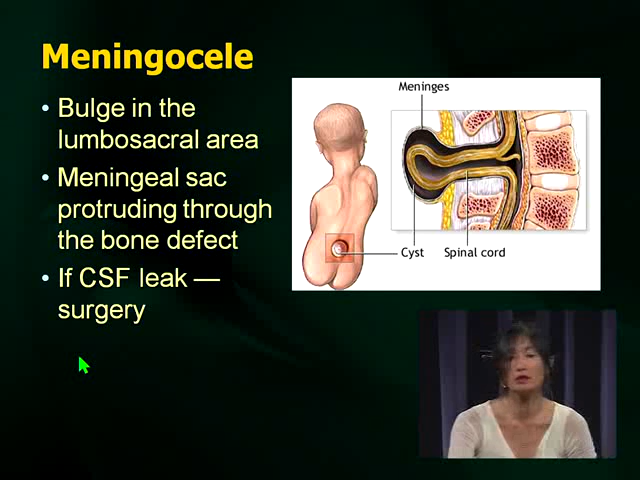 Meningocele
• Bulge in the
lumbosacral area
• Meningeal sac
protruding through
the bone defect
• If CSF leak —
surgery
Meninges
Cyst
Spinal cord